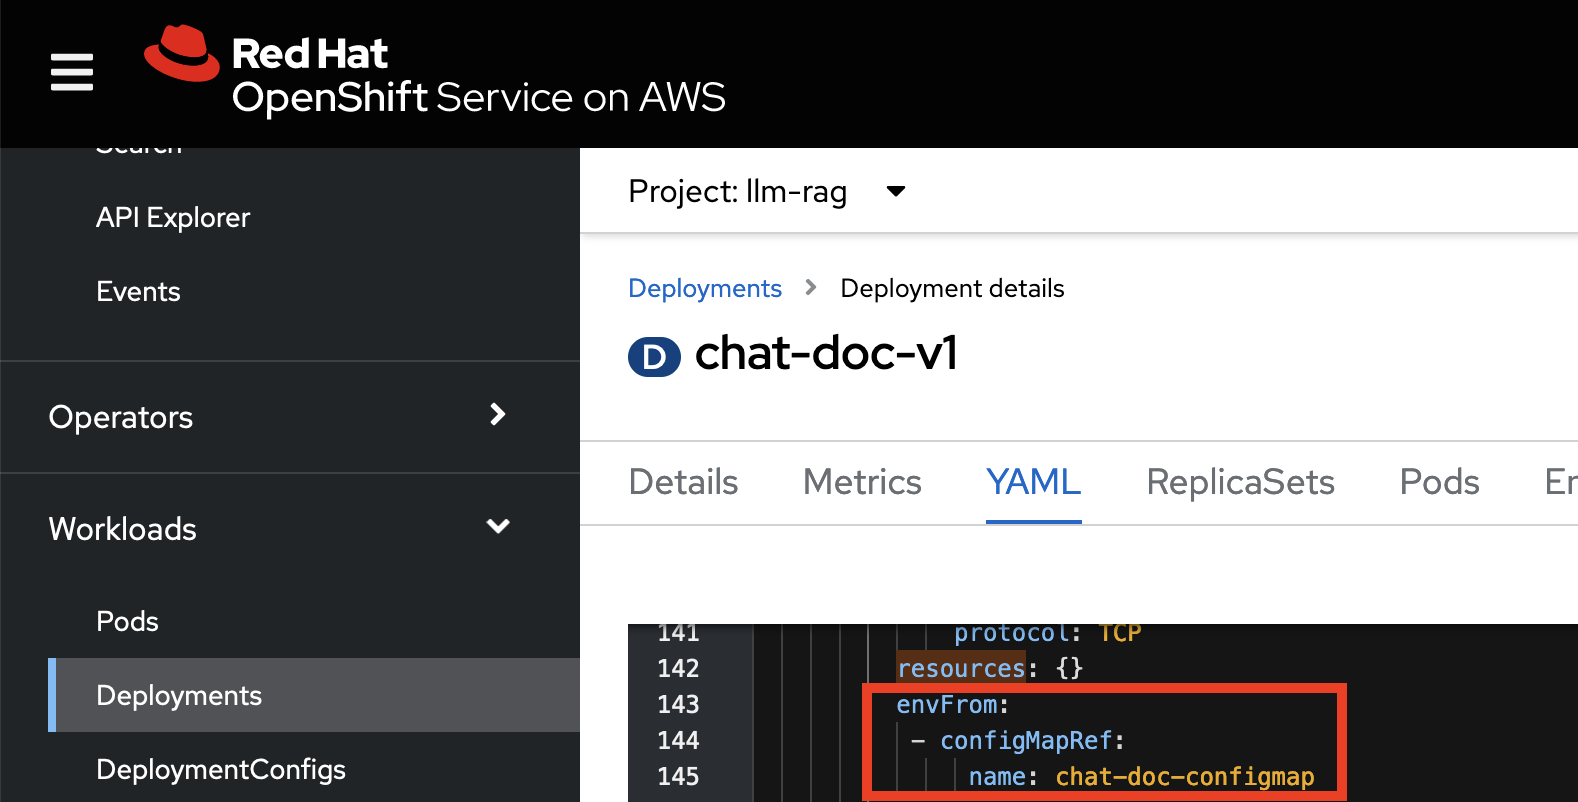 Red Hat
OpenShift Service on AWS
Search
API Explorer
Events
Operators
Workloads
Pods
Deployments
DeploymentConfigs
Project: llm-rag
Deployments > Deployment details
D chat-doc-v1
Details Metrics YAML ReplicaSets Pods
141 protocol: TCP
142 resources: {}
143 envFrom:
144 - configMapRef:
145 name: chat-doc-configmap